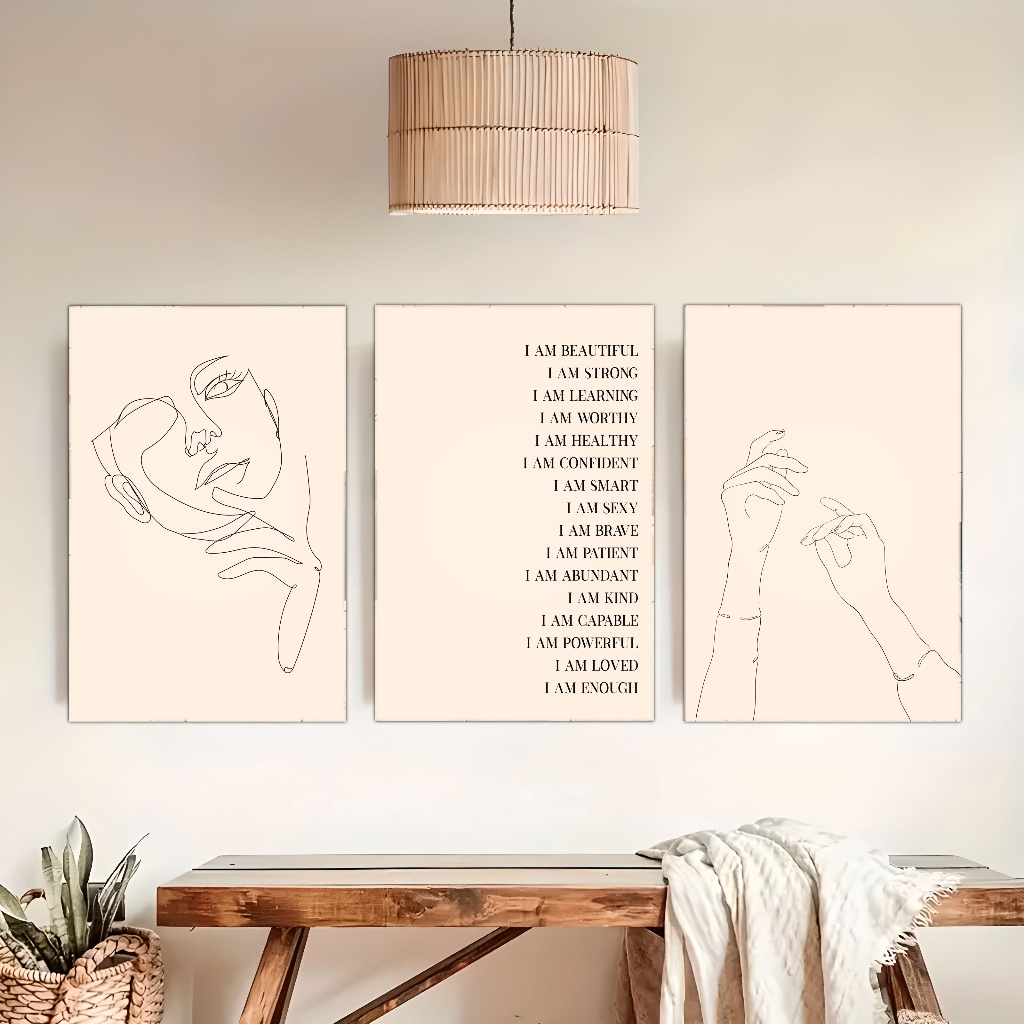 I AM BEAUTIFUL
I AM STRONG
I AM LEARNING
I AM WORTHY
I AM HEALTHY
I AM CONFIDENT
I AM SMART
I AM SEXY
I AM BRAVE
I AM PATIENT
I AM ABUNDANT
I AM KIND
I AM CAPABLE
I AM POWERFUL
I AM LOVED
I AM ENOUGH